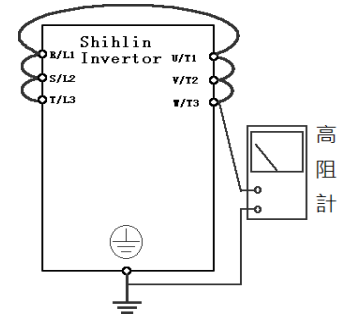 Shihlin
Invertor
R/L1
S/L2
T/L3
U/T1
V/T2
W/T3
高
阻
計